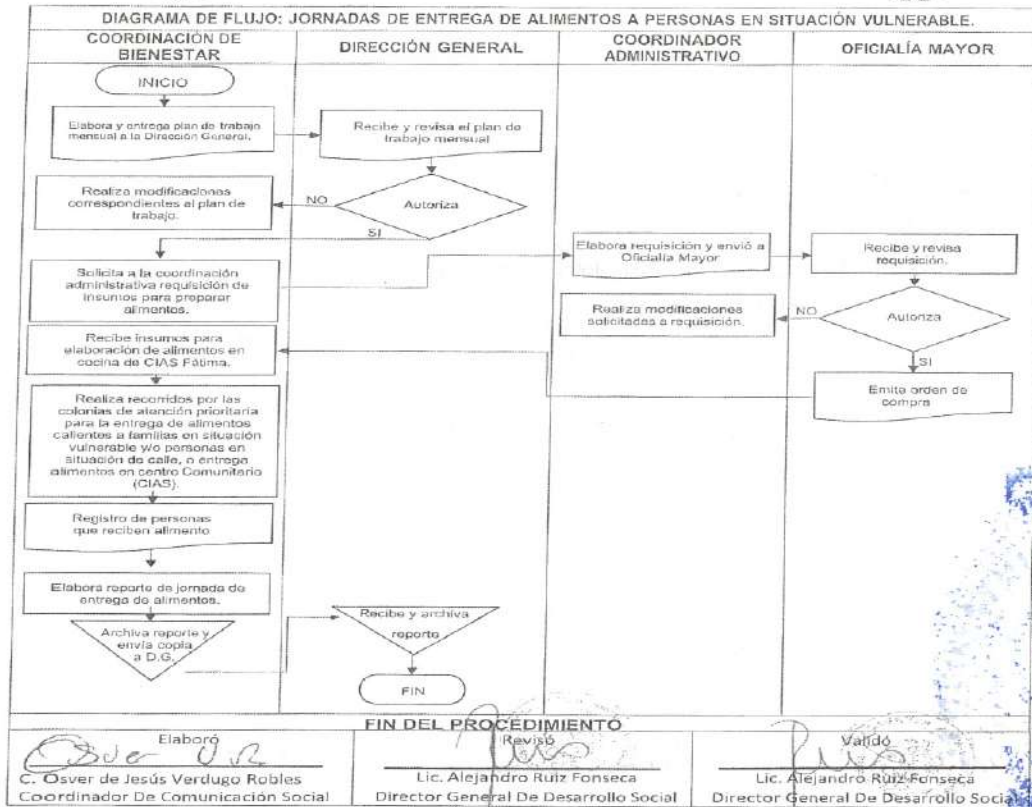 DIAGRAMA DE FLUJO: JORNADAS DE ENTREGA DE ALIMENTOS A PERSONAS EN SITUACIÓN VULNERABLE.
COORDINACIÓN DE
BIENESTAR
DIRECCIÓN GENERAL
COORDINADOR
ADMINISTRATIVO
OFICIALÍA MAYOR
INICIO
Elabora y entrega plan de trabajo
mensual a la Dirección General.
Recibe y revisa el plan de
trabajo mensual
Realiza modificaciones
correspondientes al plan de
trabajo.
NO
Autoriza
SI
Solicita a la coordinación
administrativa requisición de
insumos para preparar
alimentos.
Elabora requisición y envió a
Oficialía Mayor
Recibe y revisa
requisición.
Realiza modificaciones
solicitadas a requisición.
NO
Autoriza
SI
Emite orden de
compra
Recibe insumos para
elaboración de alimentos en
cocina de CIAS Fátima.
Realiza recorridos por las
colonias de atención prioritaria
para la entrega de alimentos
calientes a familias en situación
vulnerable y/o personas en
situación de calle, o entrega
alimentos en centro Comunitario
(CIAS).
Registro de personas
que reciben alimento
Elabora reporte de jornada de
entrega de alimentos.
Archiva reporte y
envía copia
a D.G.
Recibe y archiva
reporte
FIN
FIN DEL PROCEDIMIENTO
Elaboró
C. Osver de Jesús Verdugo Robles
Coordinador De Comunicación Social
Revisó
Lic. Alejandro Ruiz Fonseca
Director General De Desarrollo Social
Validó
Lic. Alejandro Ruiz Fonseca
Director General De Desarrollo Social